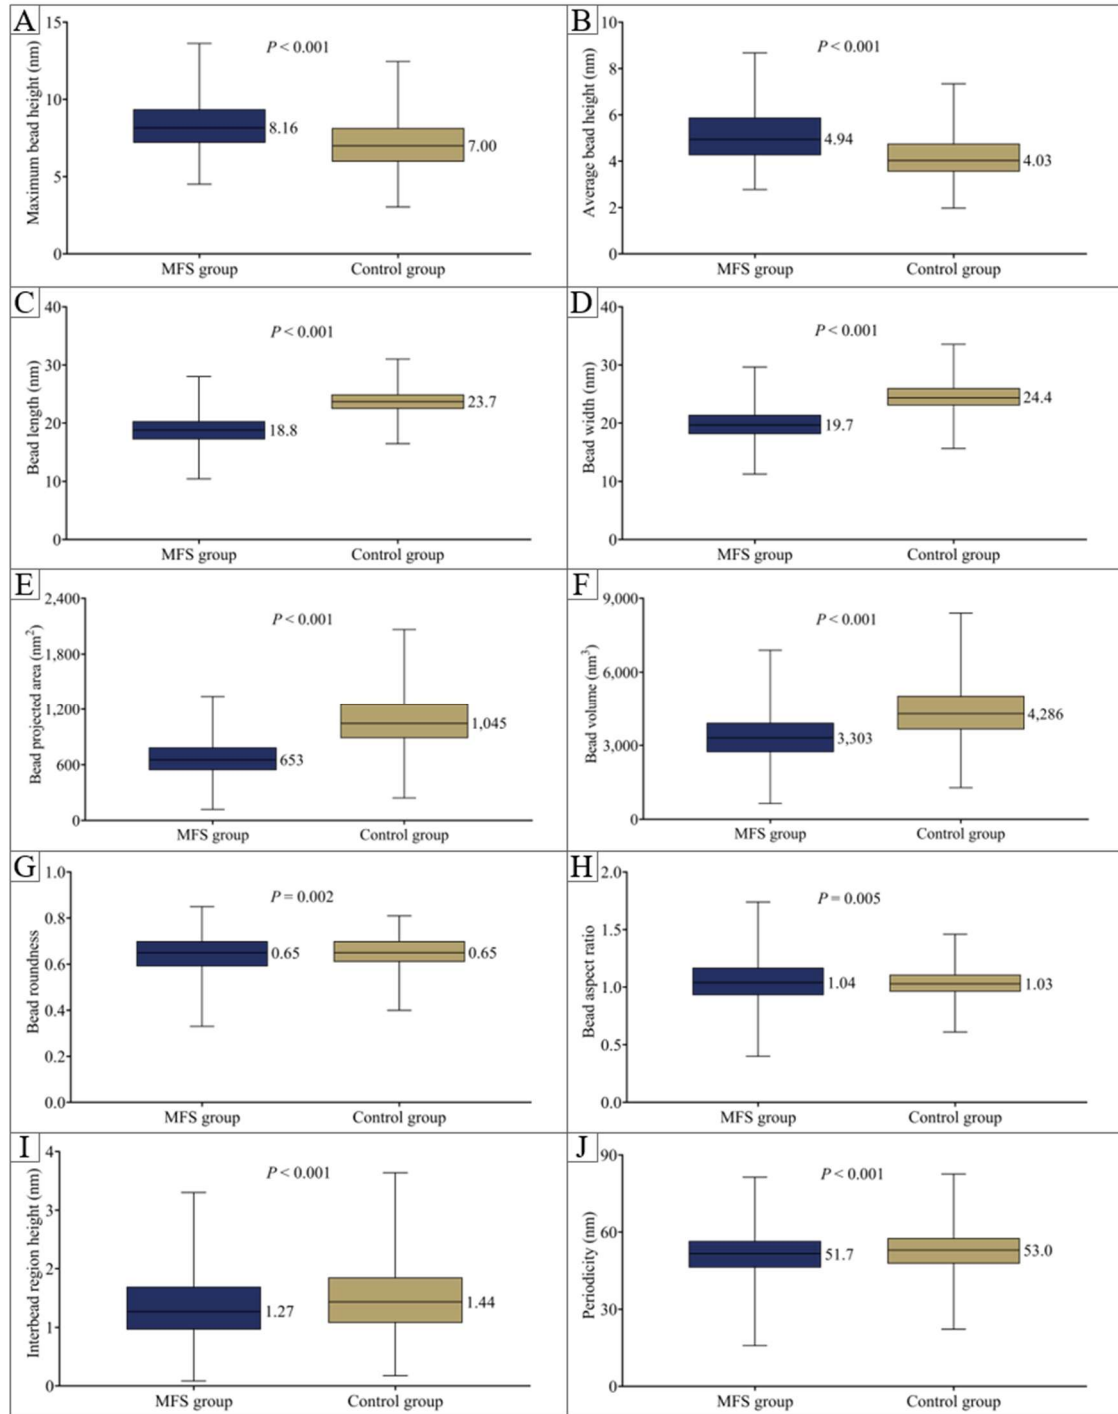 A
Maximum bead height (nm)
15
10
5
0
P < 0.001
8.16
7.00
MFS group
Control group
B
Average bead height (nm)
10
8
6
4
2
0
P < 0.001
4.94
4.03
MFS group
Control group
C
Bead length (nm)
40
30
20
10
0
P < 0.001
18.8
23.7
MFS group
Control group
D
Bead width (nm)
40
30
20
10
0
P < 0.001
19.7
24.4
MFS group
Control group
E
Bead projected area (nm²)
2,400
1,800
1,200
600
0
P < 0.001
653
1,045
MFS group
Control group
F
Bead volume (nm³)
9,000
6,000
3,000
0
P < 0.001
3,303
4,286
MFS group
Control group
G
Bead roundness
1.0
0.8
0.6
0.4
0.2
0.0
P = 0.002
0.65
0.65
MFS group
Control group
H
Bead aspect ratio
2.0
1.5
1.0
0.5
0.0
P = 0.005
1.04
1.03
MFS group
Control group
I
Interbead region height (nm)
4
3
2
1
0
P < 0.001
1.27
1.44
MFS group
Control group
J
Periodicity (nm)
90
60
30
0
P < 0.001
51.7
53.0
MFS group
Control group